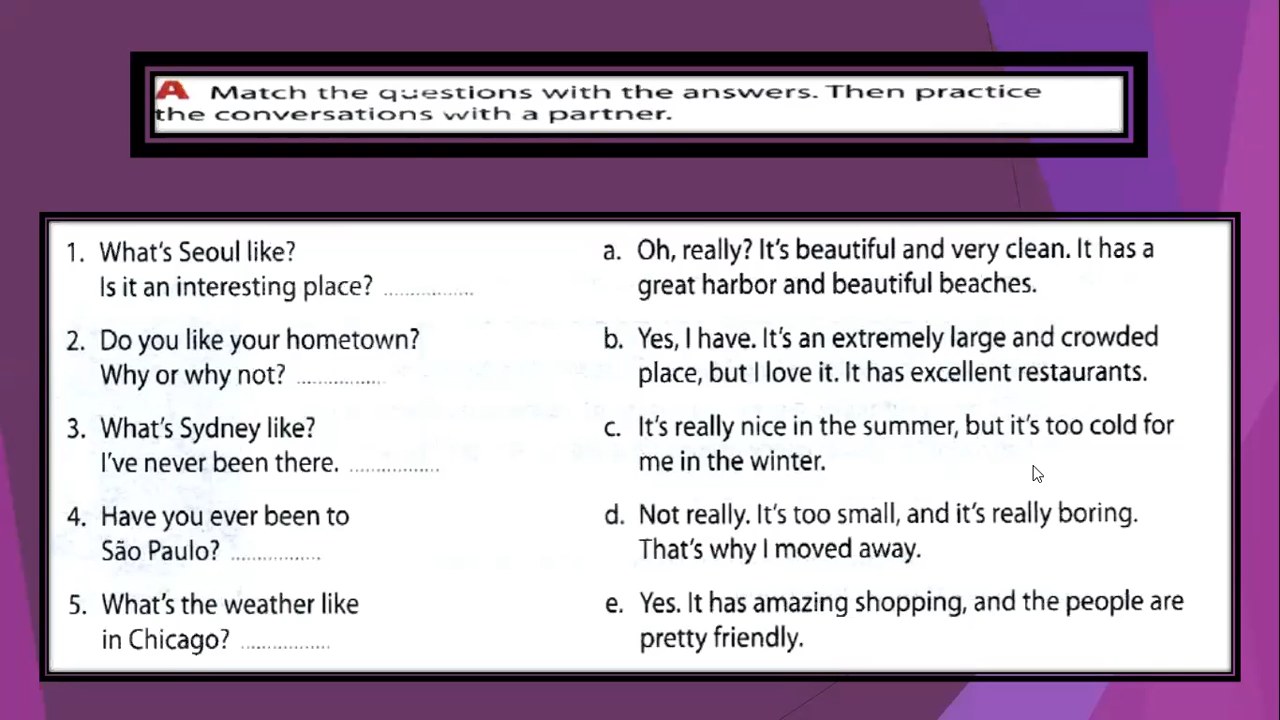 A Match the questions with the answers. Then practice
the conversations with a partner.
1. What's Seoul like?
Is it an interesting place? ................
2. Do you like your hometown?
Why or why not? ................
3. What's Sydney like?
I've never been there. ................
4. Have you ever been to
São Paulo? ................
5. What's the weather like
in Chicago? ................
a. Oh, really? It's beautiful and very clean. It has a
great harbor and beautiful beaches.
b. Yes, I have. It's an extremely large and crowded
place, but I love it. It has excellent restaurants.
c. It's really nice in the summer, but it's too cold for
me in the winter.
d. Not really. It's too small, and it's really boring.
That's why I moved away.
e. Yes. It has amazing shopping, and the people are
pretty friendly.